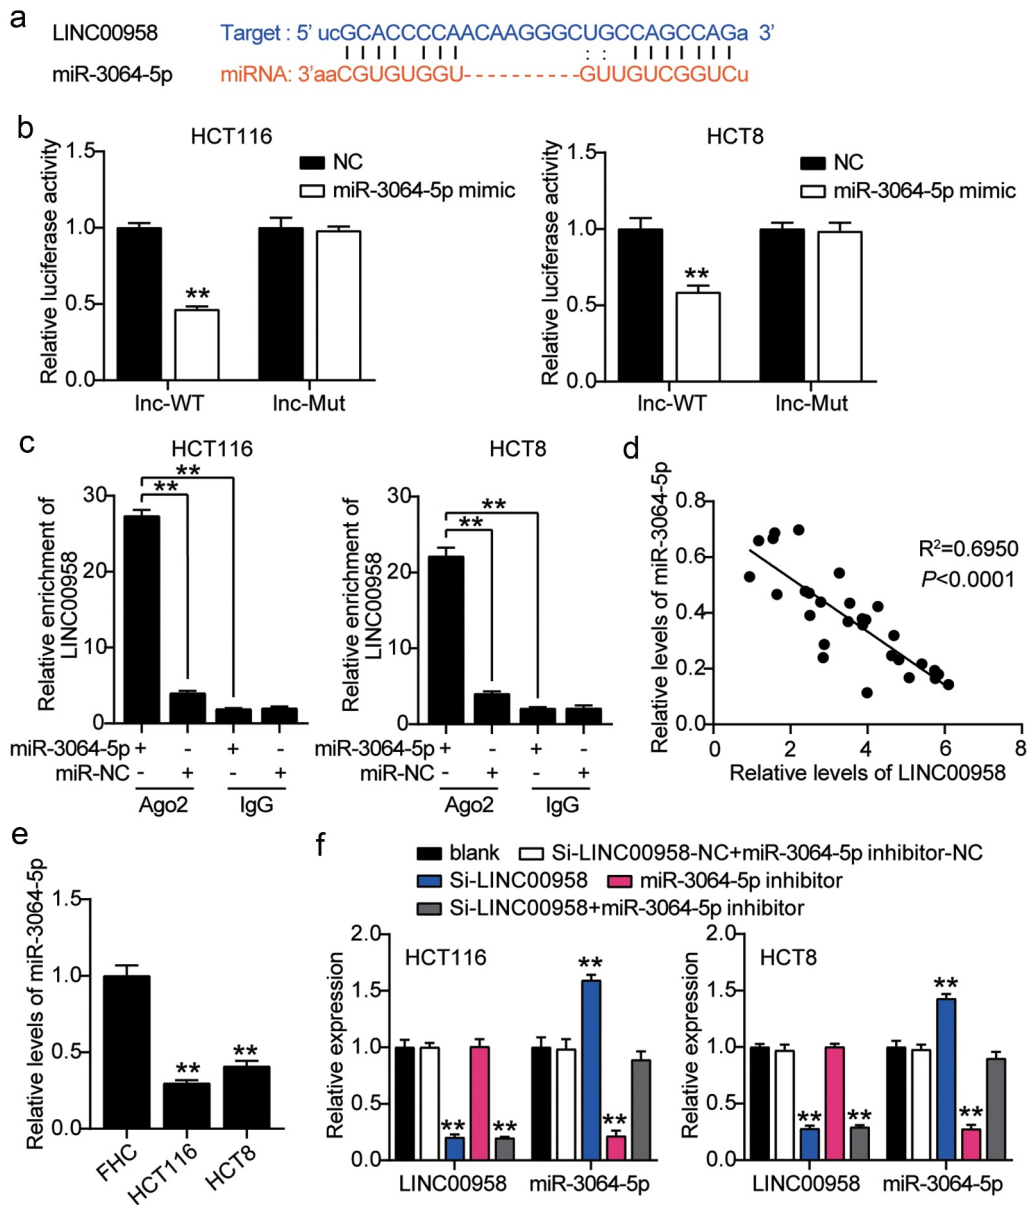 a
LINC00958 Target : 5' ucGCACCCCAACAAGGGCUGCCAGCCAGa 3'
miR-3064-5p miRNA: 3'aaCGUGUGGU----------GUUGUCGGUCu
b
HCT116
Relative luciferase activity
1.5
1.0
0.5
0.0
NC
miR-3064-5p mimic
**
lnc-WT lnc-Mut
HCT8
Relative luciferase activity
1.5
1.0
0.5
0.0
NC
miR-3064-5p mimic
**
lnc-WT lnc-Mut
c
HCT116
Relative enrichment of
LINC00958
30
20
10
0
**
**
miR-3064-5p + - + -
miR-NC - + - +
Ago2 IgG
HCT8
Relative enrichment of
LINC00958
30
20
10
0
**
**
miR-3064-5p + - + -
miR-NC - + - +
Ago2 IgG
d
Relative levels of miR-3064-5p
0.8
0.6
0.4
0.2
0.0
R²=0.6950
P<0.0001
0 2 4 6 8
Relative levels of LINC00958
e
Relative levels of miR-3064-5p
1.5
1.0
0.5
0.0
** **
FHC HCT116 HCT8
f
blank Si-LINC00958-NC+miR-3064-5p inhibitor-NC
Si-LINC00958 miR-3064-5p inhibitor
Si-LINC00958+miR-3064-5p inhibitor
HCT116
Relative expression
2.0
1.5
1.0
0.5
0.0
** ** ** **
LINC00958 miR-3064-5p
HCT8
Relative expression
2.0
1.5
1.0
0.5
0.0
** ** ** **
LINC00958 miR-3064-5p